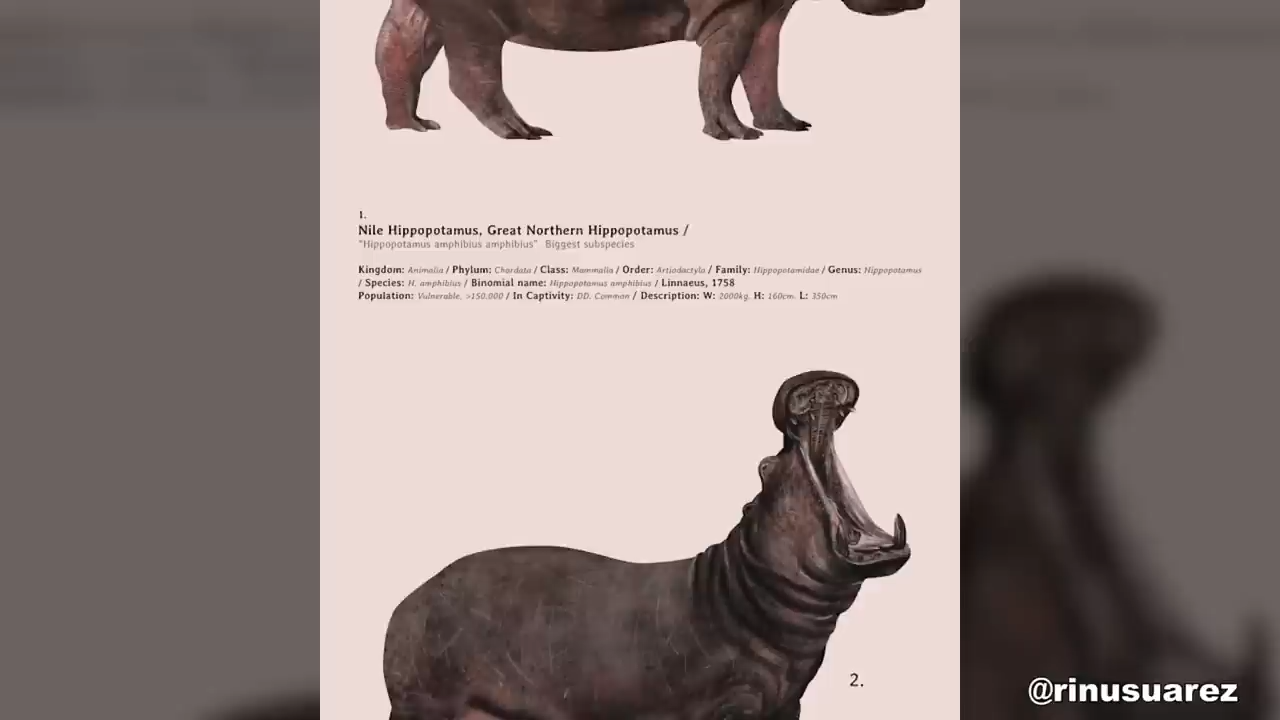 1.
Nile Hippopotamus, Great Northern Hippopotamus /
"Hippopotamus amphibius amphibius" Biggest subspecies
Kingdom: Animalia / Phylum: Chordata / Class: Mammalia / Order: Artiodactyla / Family: Hippopotamidae / Genus: Hippopotamus
/ Species: H. amphibius / Binomial name: Hippopotamus amphibius / Linnaeus, 1758
Population: Vulnerable. >150.000 / In Captivity: DD. Common / Description: W: 2000kg. H: 160cm. L: 350cm
2.
@rinusuarez